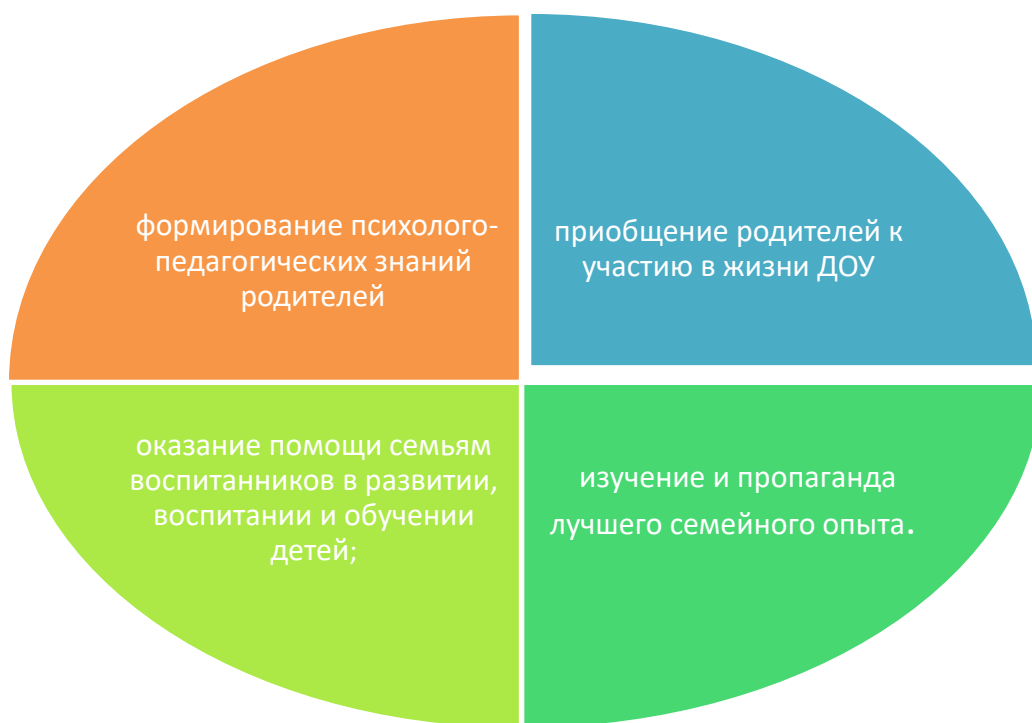 формирование психолого-
педагогических знаний
родителей
приобщение родителей к
участию в жизни ДОУ
оказание помощи семьям
воспитанников в развитии,
воспитании и обучении
детей;
изучение и пропаганда
лучшего семейного опыта.